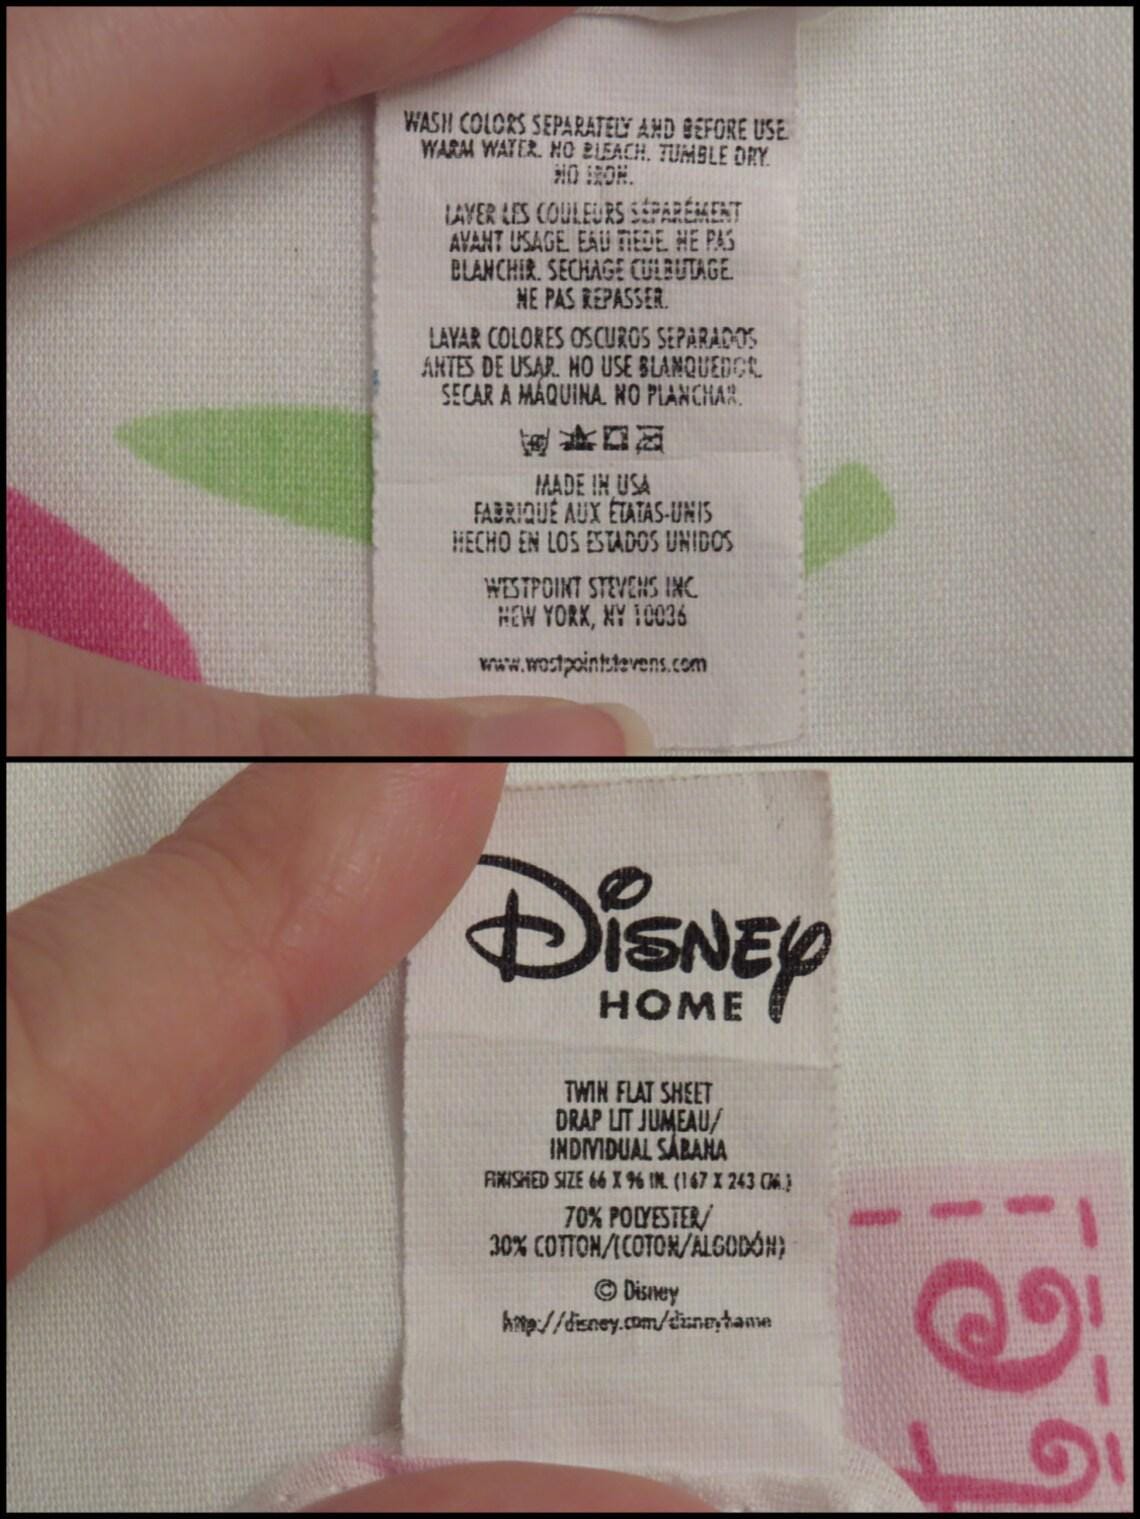 WASH COLORS SEPARATELY AND BEFORE USE.
WARM WATER. NO BLEACH. TUMBLE DRY.
NO IRON.
LAVER LES COULEURS SÉPARÉMENT
AVANT USAGE. EAU TIEDE. NE PAS
BLANCHIR. SECHAGE CULBUTAGE.
NE PAS REPASSER.
LAVAR COLORES OSCUROS SEPARADOS
ANTES DE USAR. NO USE BLANQUEDOR.
SECAR A MÁQUINA. NO PLANCHAR.
MADE IN USA
FABRIQUÉ AUX ÉTATAS-UNIS
HECHO EN LOS ESTADOS UNIDOS
WESTPOINT STEVENS INC.
NEW YORK, NY 10036
www.westpointstevens.com
DISNEY
HOME
TWIN FLAT SHEET
DRAP LIT JUMEAU/
INDIVIDUAL SÁBANA
FINISHED SIZE 66 X 96 IN. (167 X 243 CM.)
70% POLYESTER/
30% COTTON/(COTON/ALGODÓN)
© Disney
http://disney.com/disneyhome